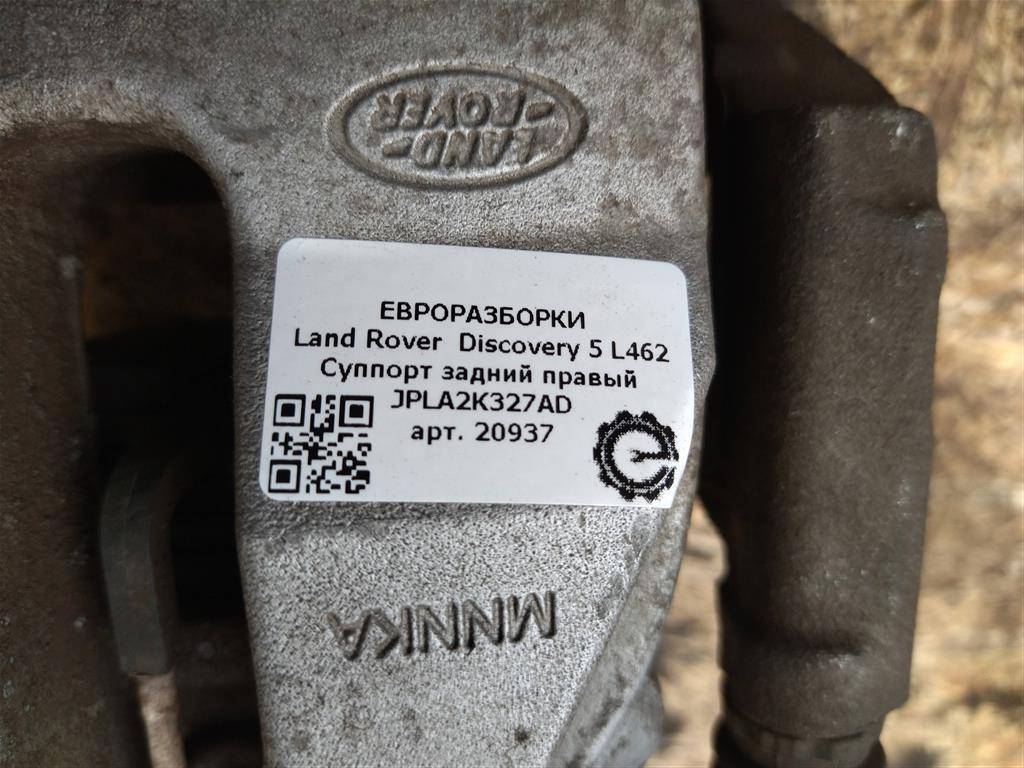 LAND-
-ROVER
ЕВРОРАЗБОРКИ
Land Rover Discovery 5 L462
Суппорт задний правый
JPLA2K327AD
арт. 20937
MNNKA